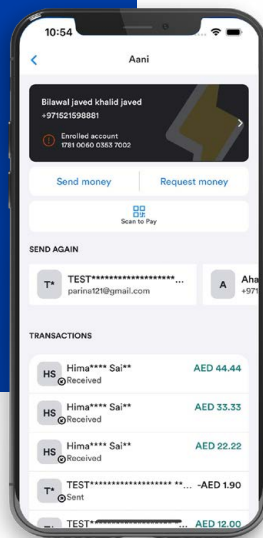 10:54
Aani
Bilawal javed khalid javed
+971521598881
Enrolled account
1781 0060 0363 7002
Send money
Request money
Scan to Pay
SEND AGAIN
T*
TEST*******************...
parina121@gmail.com
A
Aha
+971
TRANSACTIONS
HS
Hima**** Sai**
AED 44.44
Received
HS
Hima**** Sai**
AED 33.33
Received
HS
Hima**** Sai**
AED 22.22
Received
T*
TEST******************* **...
-AED 1.90
Sent
TEST*******************...
AED 12.00